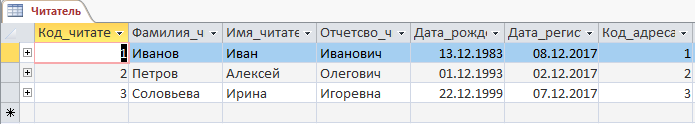 Читатель
Код_читате Фамилия_ч Имя_читате Отчетсво_ч Дата_рожде Дата_регист Код_адреса
1 Иванов Иван Иванович 13.12.1983 08.12.2017 1
2 Петров Алексей Олегович 01.12.1993 02.12.2017 2
3 Соловьева Ирина Игоревна 22.12.1999 07.12.2017 3